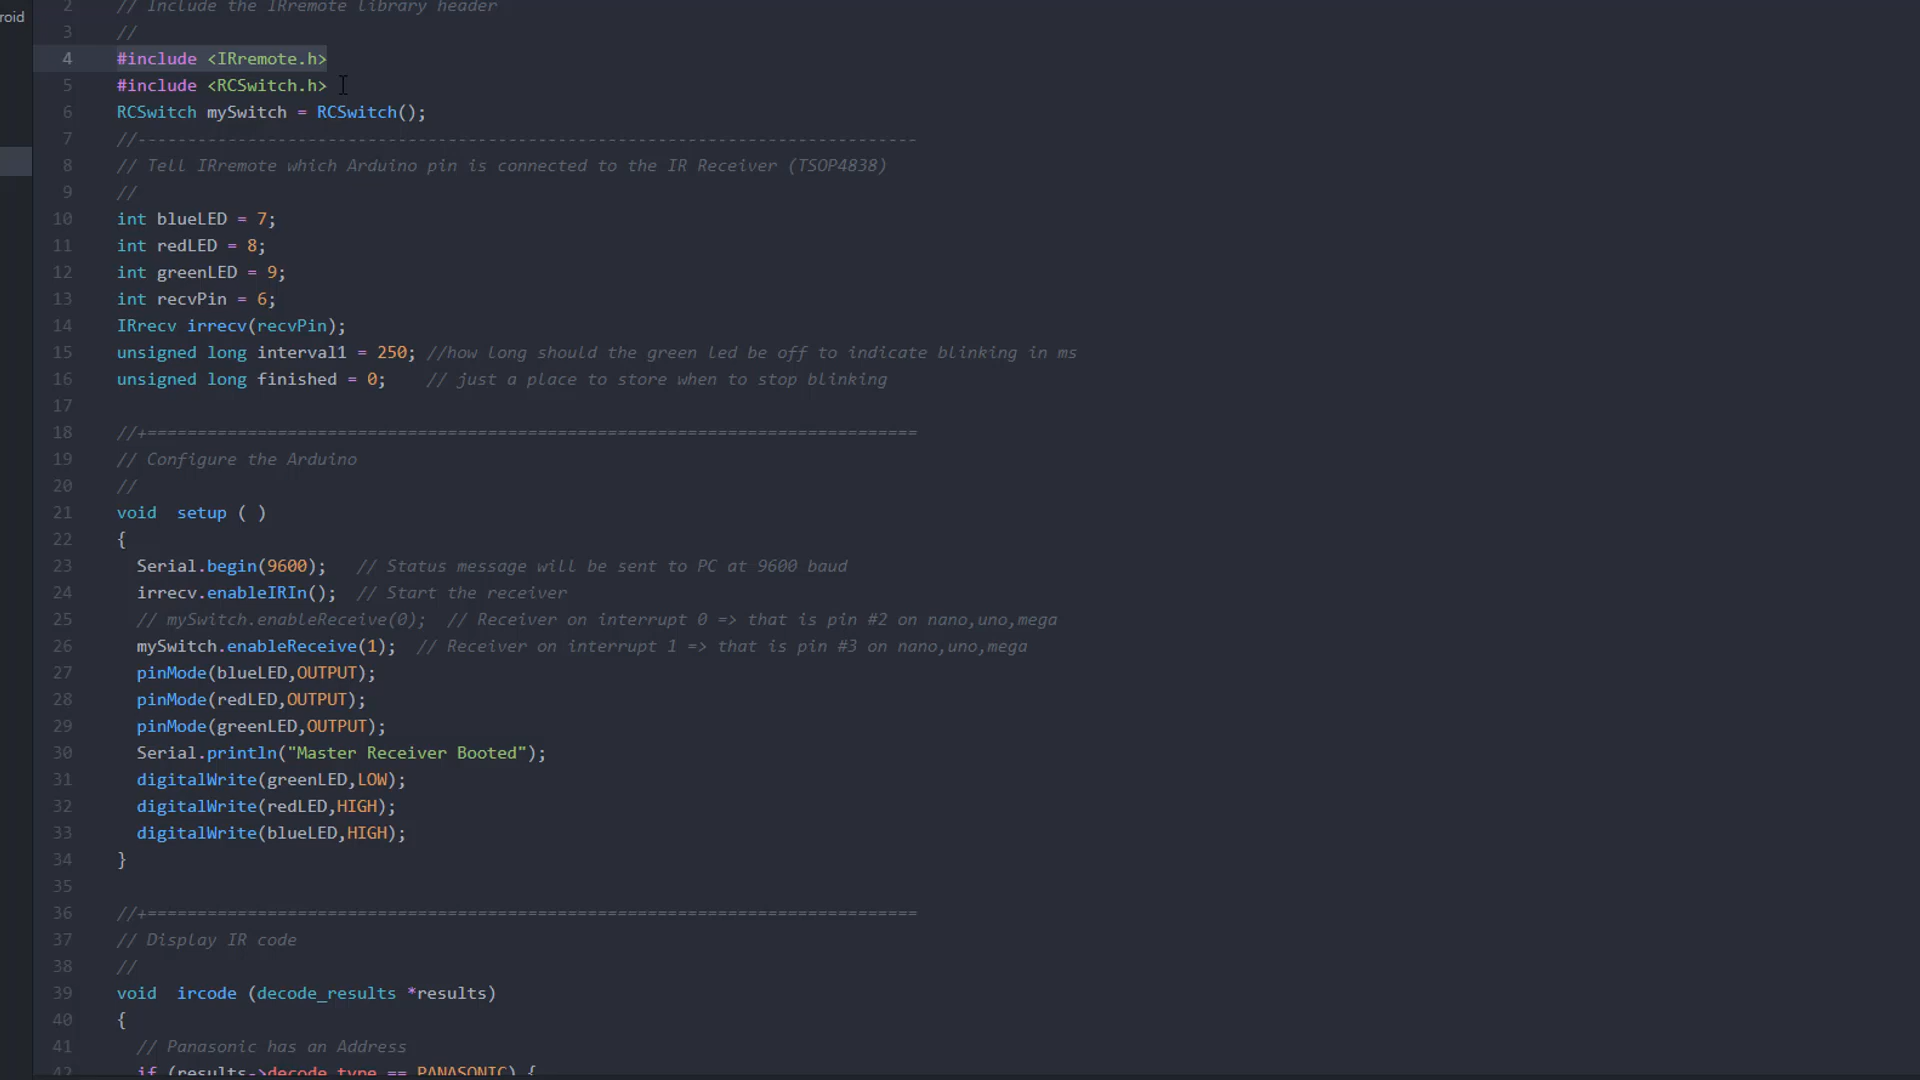 roid
2 // Include the IRremote library header
3 //
4 #include <IRremote.h>
5 #include <RCSwitch.h>
6 RCSwitch mySwitch = RCSwitch();
7 //------------------------------------------------------------------------------
8 // Tell IRremote which Arduino pin is connected to the IR Receiver (TSOP4838)
9 //
10 int blueLED = 7;
11 int redLED = 8;
12 int greenLED = 9;
13 int recvPin = 6;
14 IRrecv irrecv(recvPin);
15 unsigned long interval1 = 250; //how long should the green led be off to indicate blinking in ms
16 unsigned long finished = 0;    // just a place to store when to stop blinking
17
18 //+=============================================================================
19 // Configure the Arduino
20 //
21 void  setup ( )
22 {
23   Serial.begin(9600);   // Status message will be sent to PC at 9600 baud
24   irrecv.enableIRIn();  // Start the receiver
25   // mySwitch.enableReceive(0);  // Receiver on interrupt 0 => that is pin #2 on nano,uno,mega
26   mySwitch.enableReceive(1);  // Receiver on interrupt 1 => that is pin #3 on nano,uno,mega
27   pinMode(blueLED,OUTPUT);
28   pinMode(redLED,OUTPUT);
29   pinMode(greenLED,OUTPUT);
30   Serial.println("Master Receiver Booted");
31   digitalWrite(greenLED,LOW);
32   digitalWrite(redLED,HIGH);
33   digitalWrite(blueLED,HIGH);
34 }
35
36 //+=============================================================================
37 // Display IR code
38 //
39 void  ircode (decode_results *results)
40 {
41   // Panasonic has an Address
42   if (results->decode_type == PANASONIC) {